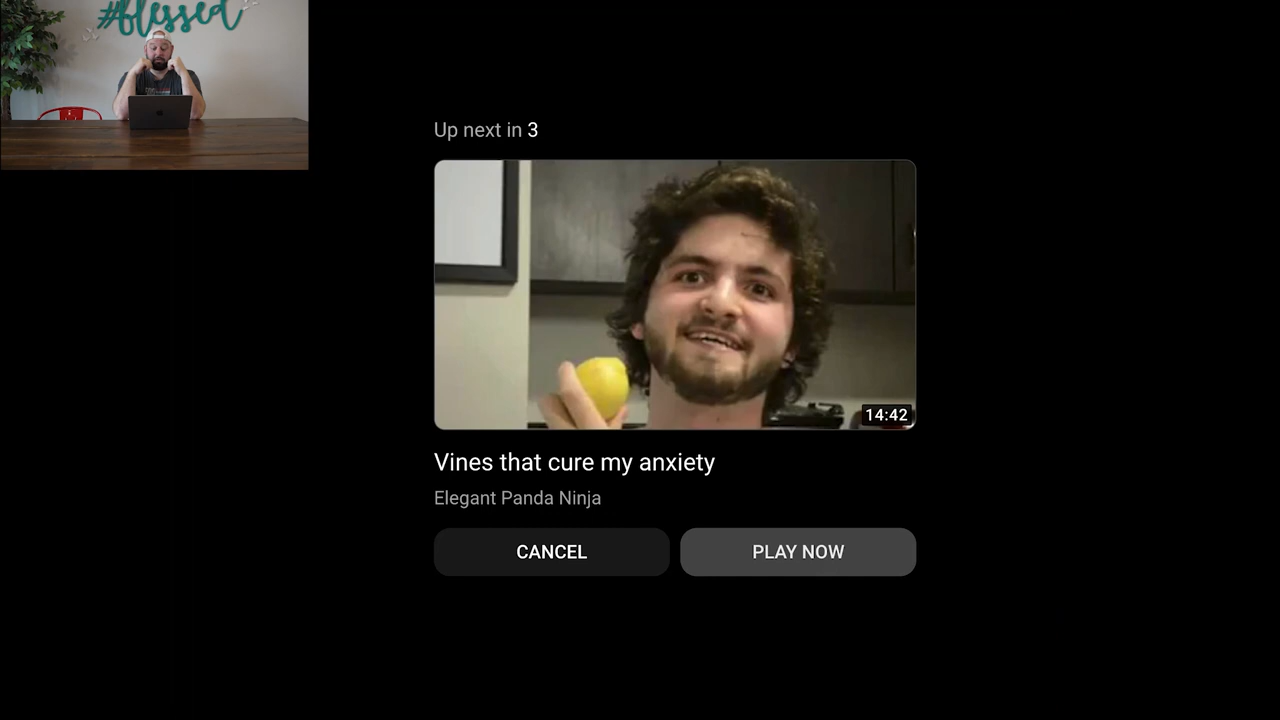 #blessed
Up next in 3
14:42
Vines that cure my anxiety
Elegant Panda Ninja
CANCEL
PLAY NOW